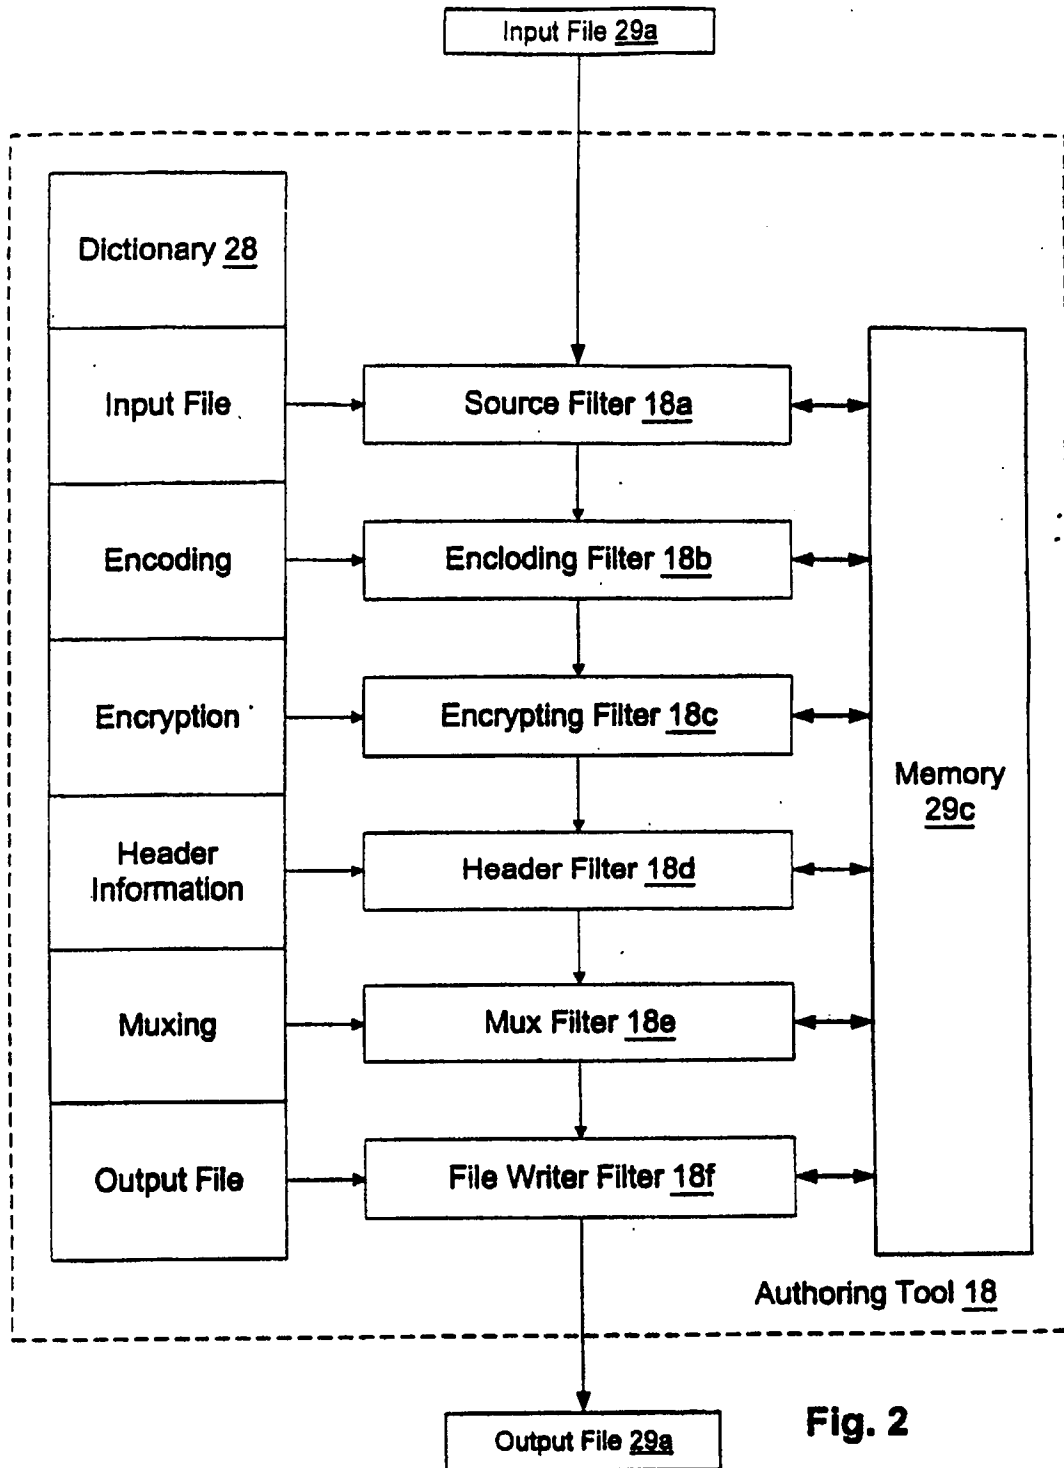 Input File 29a
Dictionary 28
Input File
Source Filter 18a
Encoding
Encloding Filter 18b
Encryption
Encrypting Filter 18c
Memory
29c
Header
Information
Header Filter 18d
Muxing
Mux Filter 18e
Output File
File Writer Filter 18f
Authoring Tool 18
Output File 29a
Fig. 2